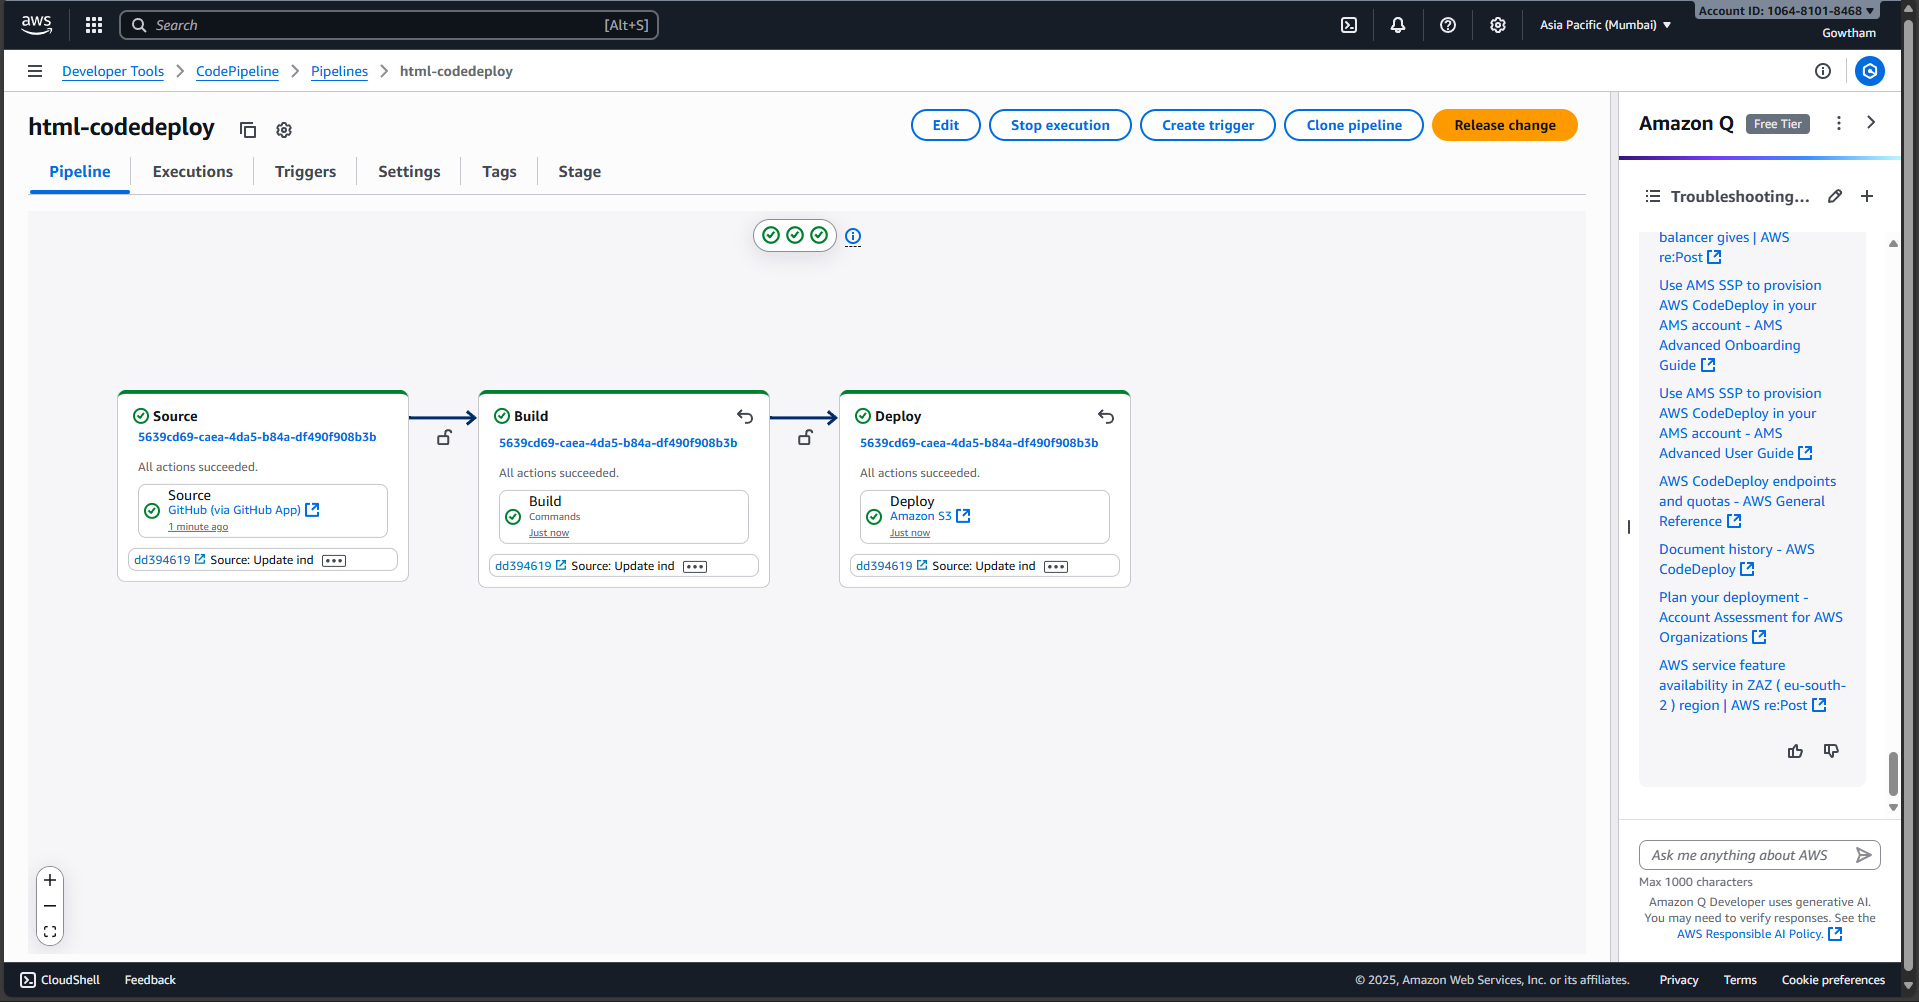 aws
Search
[Alt+S]
Asia Pacific (Mumbai)
Account ID: 1064-8101-8468
Gowtham
Developer Tools
CodePipeline
Pipelines
html-codedeploy
html-codedeploy
Edit
Stop execution
Create trigger
Clone pipeline
Release change
Pipeline
Executions
Triggers
Settings
Tags
Stage
Source
5639cd69-caea-4da5-b84a-df490f908b3b
All actions succeeded.
Source
GitHub (via GitHub App)
1 minute ago
dd394619 Source: Update ind
Build
5639cd69-caea-4da5-b84a-df490f908b3b
All actions succeeded.
Build
Commands
Just now
dd394619 Source: Update ind
Deploy
5639cd69-caea-4da5-b84a-df490f908b3b
All actions succeeded.
Deploy
Amazon S3
Just now
dd394619 Source: Update ind
Amazon Q
Free Tier
Troubleshooting...
balancer gives | AWS
re:Post
Use AMS SSP to provision
AWS CodeDeploy in your
AMS account - AMS
Advanced Onboarding
Guide
Use AMS SSP to provision
AWS CodeDeploy in your
AMS account - AMS
Advanced User Guide
AWS CodeDeploy endpoints
and quotas - AWS General
Reference
Document history - AWS
CodeDeploy
Plan your deployment -
Account Assessment for AWS
Organizations
AWS service feature
availability in ZAZ ( eu-south-
2 ) region | AWS re:Post
Ask me anything about AWS
Max 1000 characters
Amazon Q Developer uses generative AI.
You may need to verify responses. See the
AWS Responsible AI Policy.
CloudShell
Feedback
© 2025, Amazon Web Services, Inc. or its affiliates.
Privacy
Terms
Cookie preferences